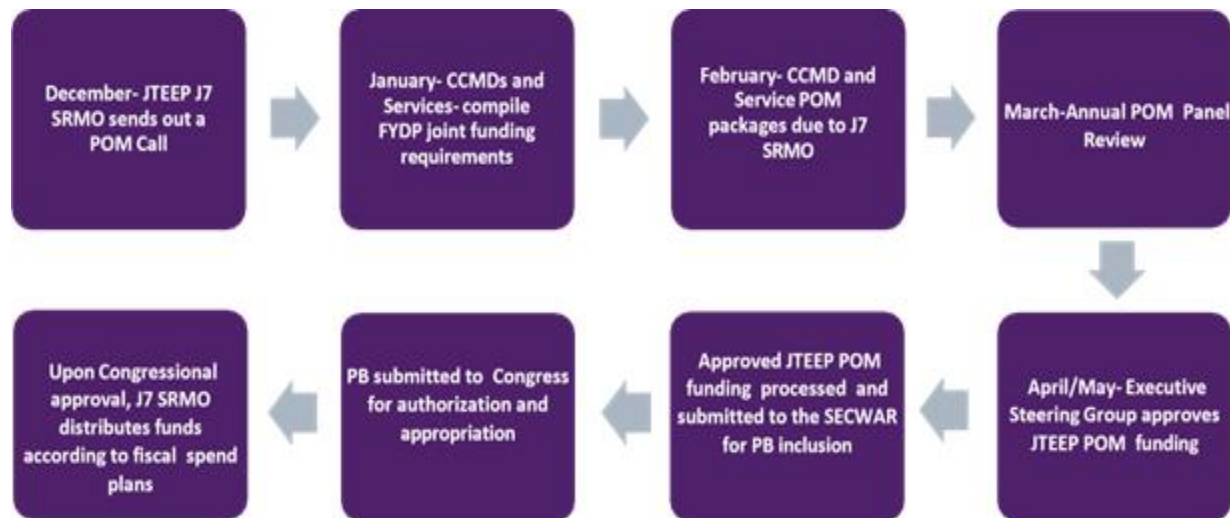 December- JTEEP J7
SRMO sends out a
POM Call
January- CCMDs and
Services- compile
FYDP joint funding
requirements
February- CCMD and
Service POM
packages due to J7
SRMO
March-Annual POM Panel
Review
April/May- Executive
Steering Group approves
JTEEP POM funding
Approved JTEEP POM
funding processed and
submitted to the SECWAR
for PB inclusion
PB submitted to Congress
for authorization and
appropriation
Upon Congressional
approval, J7 SRMO
distributes funds
according to fiscal spend
plans